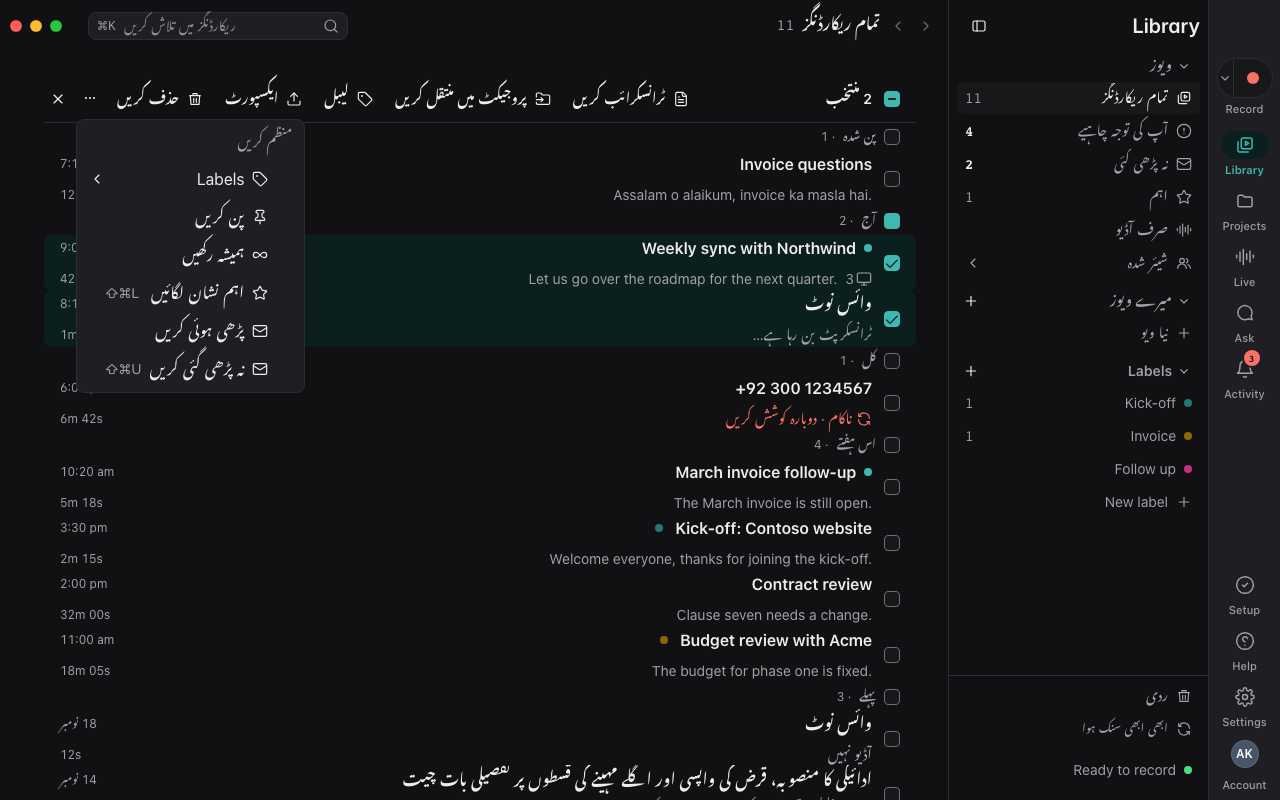 Library
ویوز
تمام ریکارڈنگز 11
آپ کی توجہ چاہیے 4
نہ پڑھی گئی 2
اہم 1
صرف آڈیو
شیئر شدہ
میرے ویوز
نیا ویو
Labels
Kick-off 1
Invoice 1
Follow up
New label
ردی
ابھی ابھی سنک ہوا
Ready to record
Record
Library
Projects
Live
Ask
3
Activity
Setup
Help
Settings
AK
Account
تمام ریکارڈنگز 11
ریکارڈنگز میں تلاش کریں ⌘K
2 منتخب
ٹرانسکرائب کریں
پروجیکٹ میں منتقل کریں
لیبل
ایکسپورٹ
حذف کریں
منظم کریں
Labels
پن کریں
ہمیشہ رکھیں
اہم نشان لگائیں ⇧⌘L
پڑھی ہوئی کریں
نہ پڑھی گئی کریں ⇧⌘U
پن شدہ · 1
Invoice questions
Assalam o alaikum, invoice ka masla hai.
آج · 2
Weekly sync with Northwind
Let us go over the roadmap for the next quarter. 3
وائس نوٹ
ٹرانسکرپٹ بن رہا ہے...
کل · 1
+92 300 1234567
ناکام · دوبارہ کوشش کریں
6m 42s
اس ہفتے · 4
March invoice follow-up 10:20 am
The March invoice is still open. 5m 18s
Kick-off: Contoso website 3:30 pm
Welcome everyone, thanks for joining the kick-off. 2m 15s
Contract review 2:00 pm
Clause seven needs a change. 32m 00s
Budget review with Acme 11:00 am
The budget for phase one is fixed. 18m 05s
پہلے · 3
وائس نوٹ 18 نومبر
آڈیو نہیں 12s
ادائیگی کا منصوبہ، قرض کی واپسی اور اگلے مہینے کی قسطوں پر تفصیلی بات چیت 14 نومبر